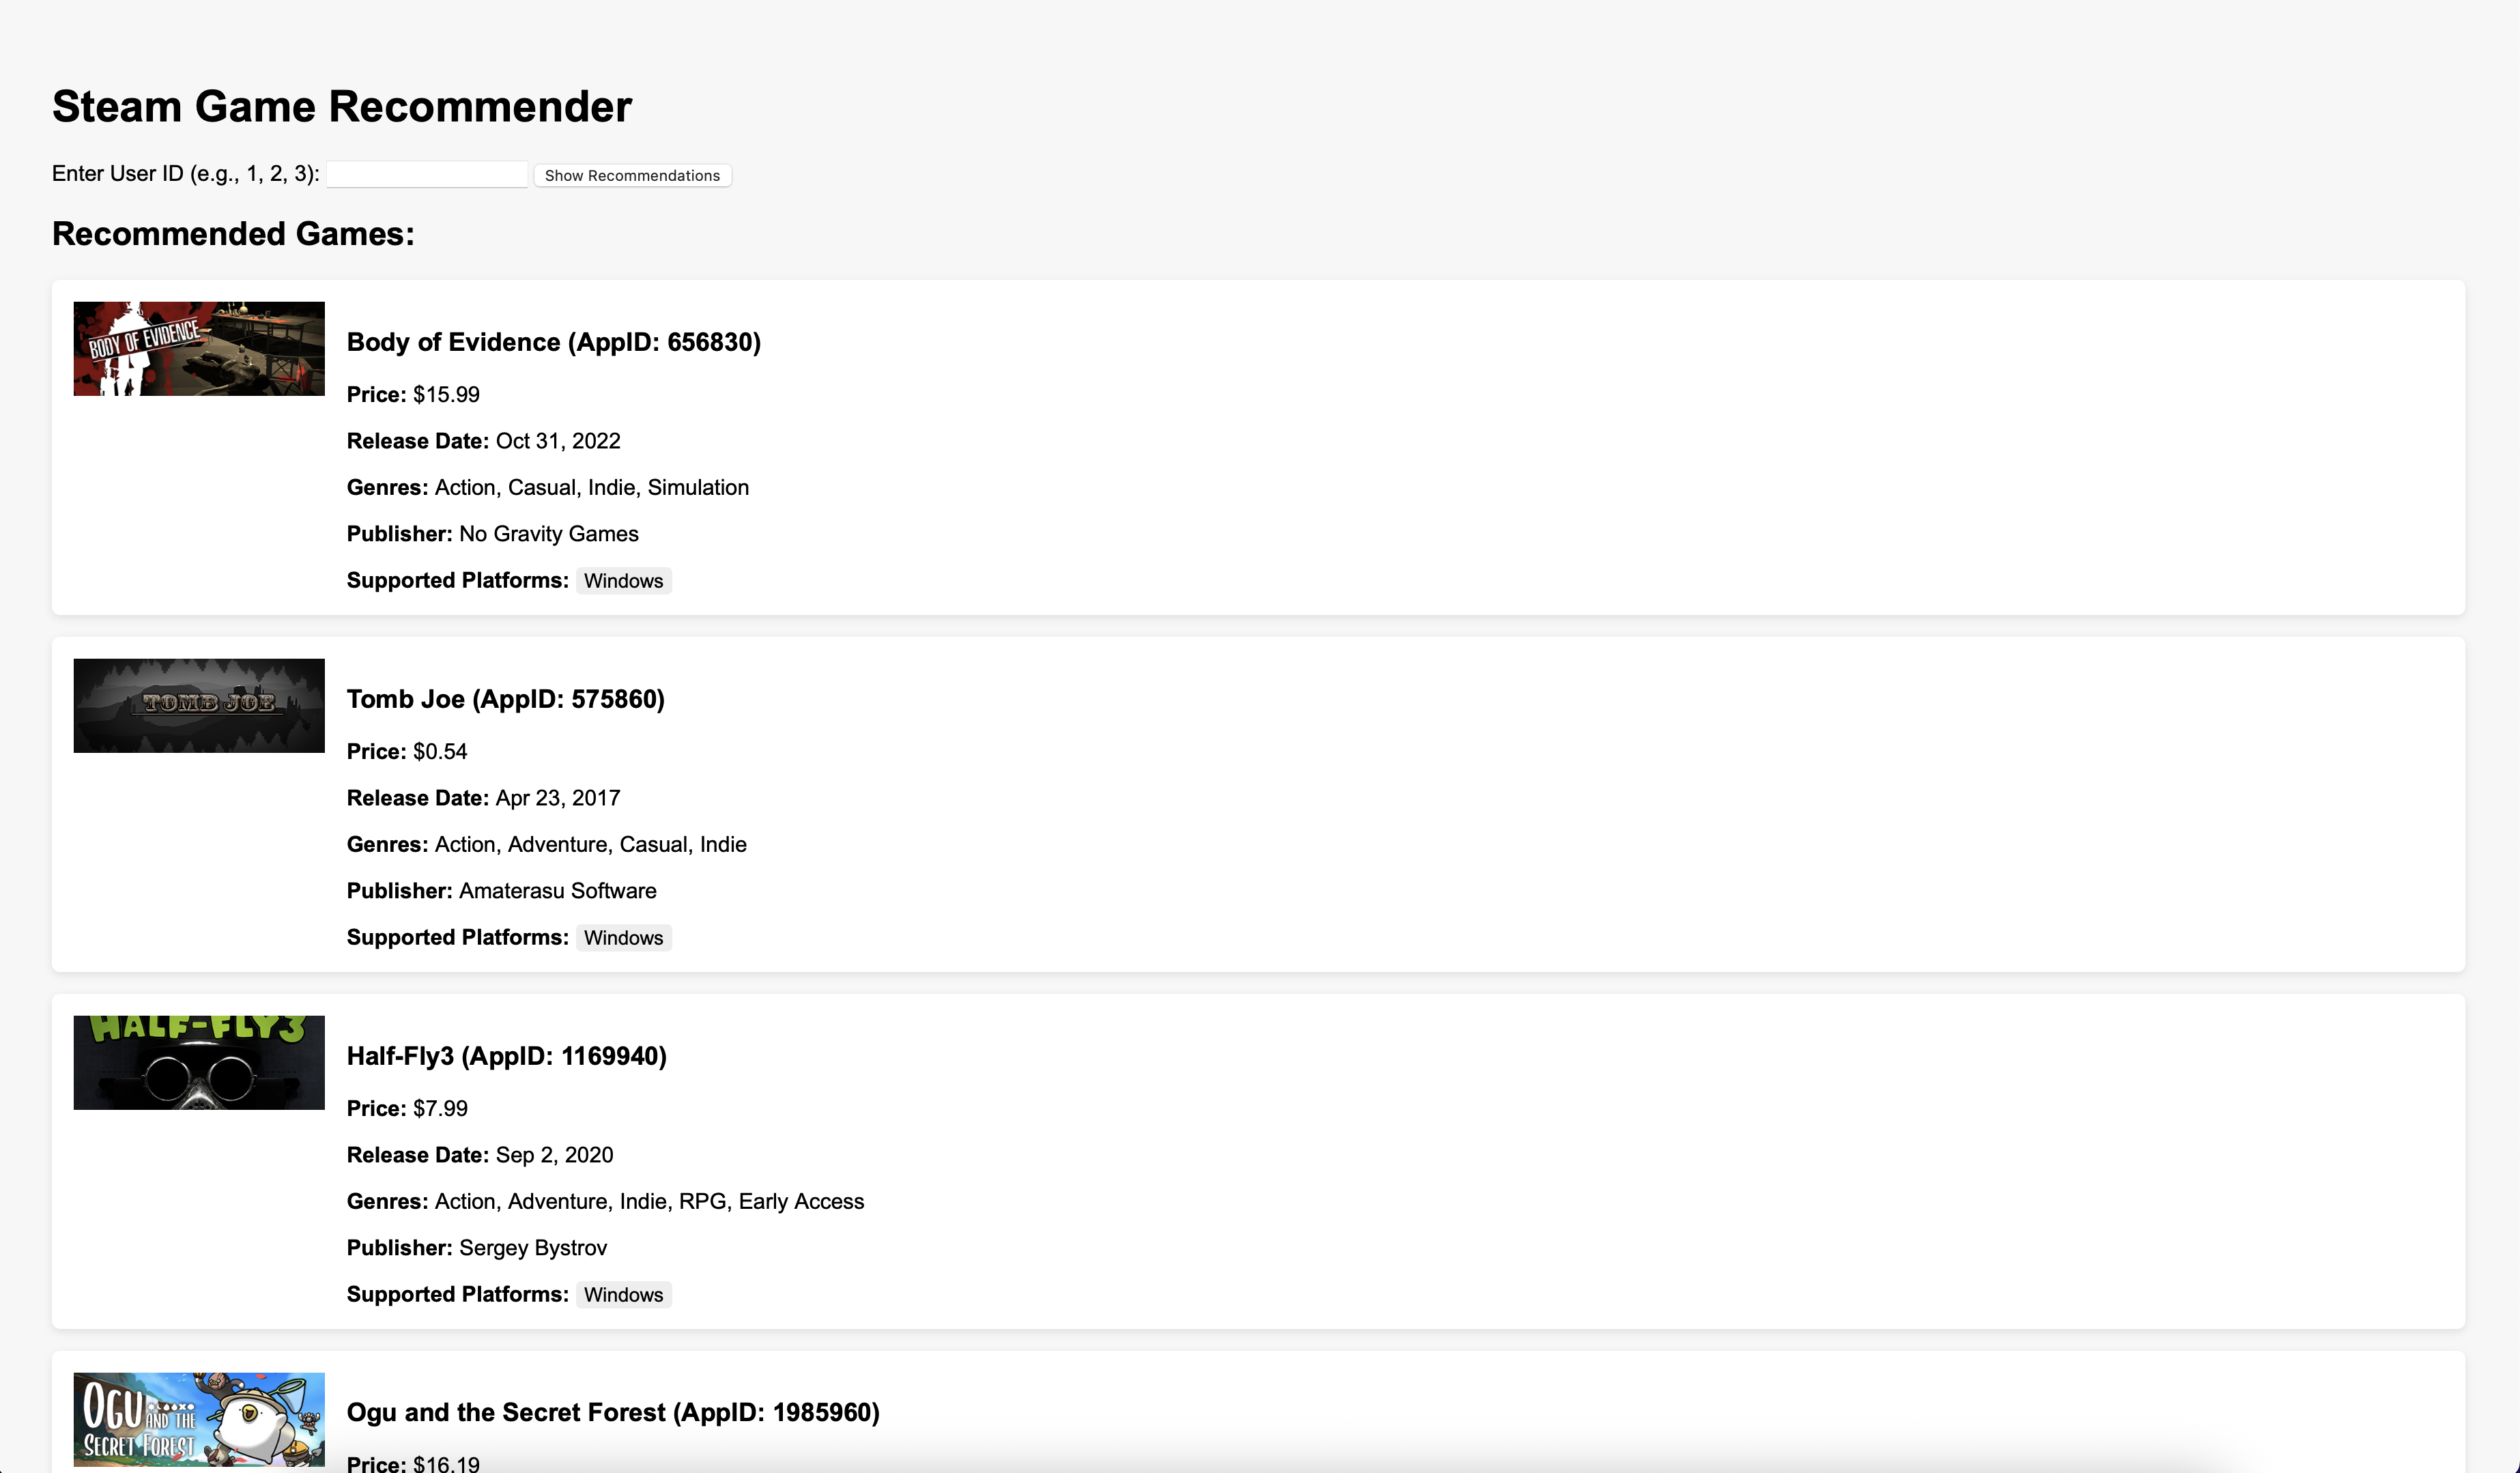 Steam Game Recommender
Enter User ID (e.g., 1, 2, 3): Show Recommendations
Recommended Games:
BODY OF EVIDENCE
Body of Evidence (AppID: 656830)
Price: $15.99
Release Date: Oct 31, 2022
Genres: Action, Casual, Indie, Simulation
Publisher: No Gravity Games
Supported Platforms: Windows
TOMB JOE
Tomb Joe (AppID: 575860)
Price: $0.54
Release Date: Apr 23, 2017
Genres: Action, Adventure, Casual, Indie
Publisher: Amaterasu Software
Supported Platforms: Windows
HALF-FLY3
Half-Fly3 (AppID: 1169940)
Price: $7.99
Release Date: Sep 2, 2020
Genres: Action, Adventure, Indie, RPG, Early Access
Publisher: Sergey Bystrov
Supported Platforms: Windows
OGU AND THE
SECRET FOREST
Ogu and the Secret Forest (AppID: 1985960)
Price: $16.19